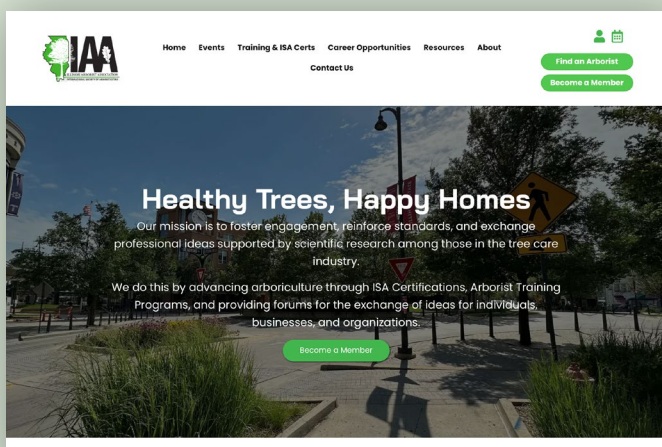 IAA
ILLINOIS ARBORIST ASSOCIATION
Home Events Training & ISA Certs Career Opportunities Resources About
Contact Us
Find an Arborist
Become a Member
Healthy Trees, Happy Homes
Our mission is to foster engagement, reinforce standards, and exchange
professional ideas supported by scientific research among those in the tree care
industry.
We do this by advancing arboriculture through ISA Certifications, Arborist Training
Programs, and providing forums for the exchange of ideas for individuals,
businesses, and organizations.
Become a Member